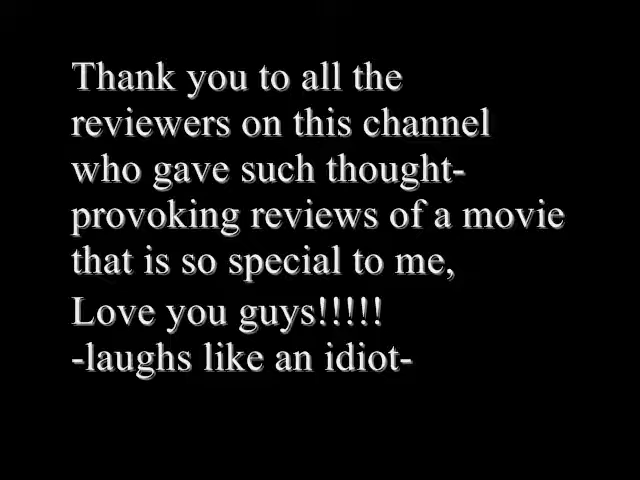 Thank you to all the
reviewers on this channel
who gave such thought-
provoking reviews of a movie
that is so special to me,
Love you guys!!!!!
-laughs like an idiot-